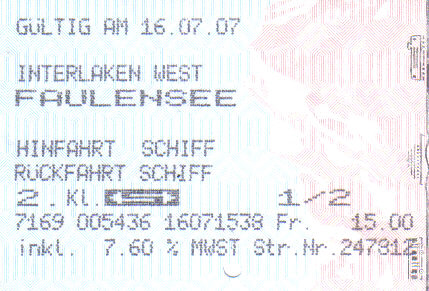 GÜLTIG AM 16.07.07
INTERLAKEN WEST
FAULENSEE
HINFAHRT SCHIFF
RÜCKFAHRT SCHIFF
2. Kl. 1/2
7169 005436 16071538 Fr. 15.00
inkl. 7.60 % MWST Str.Nr.247912